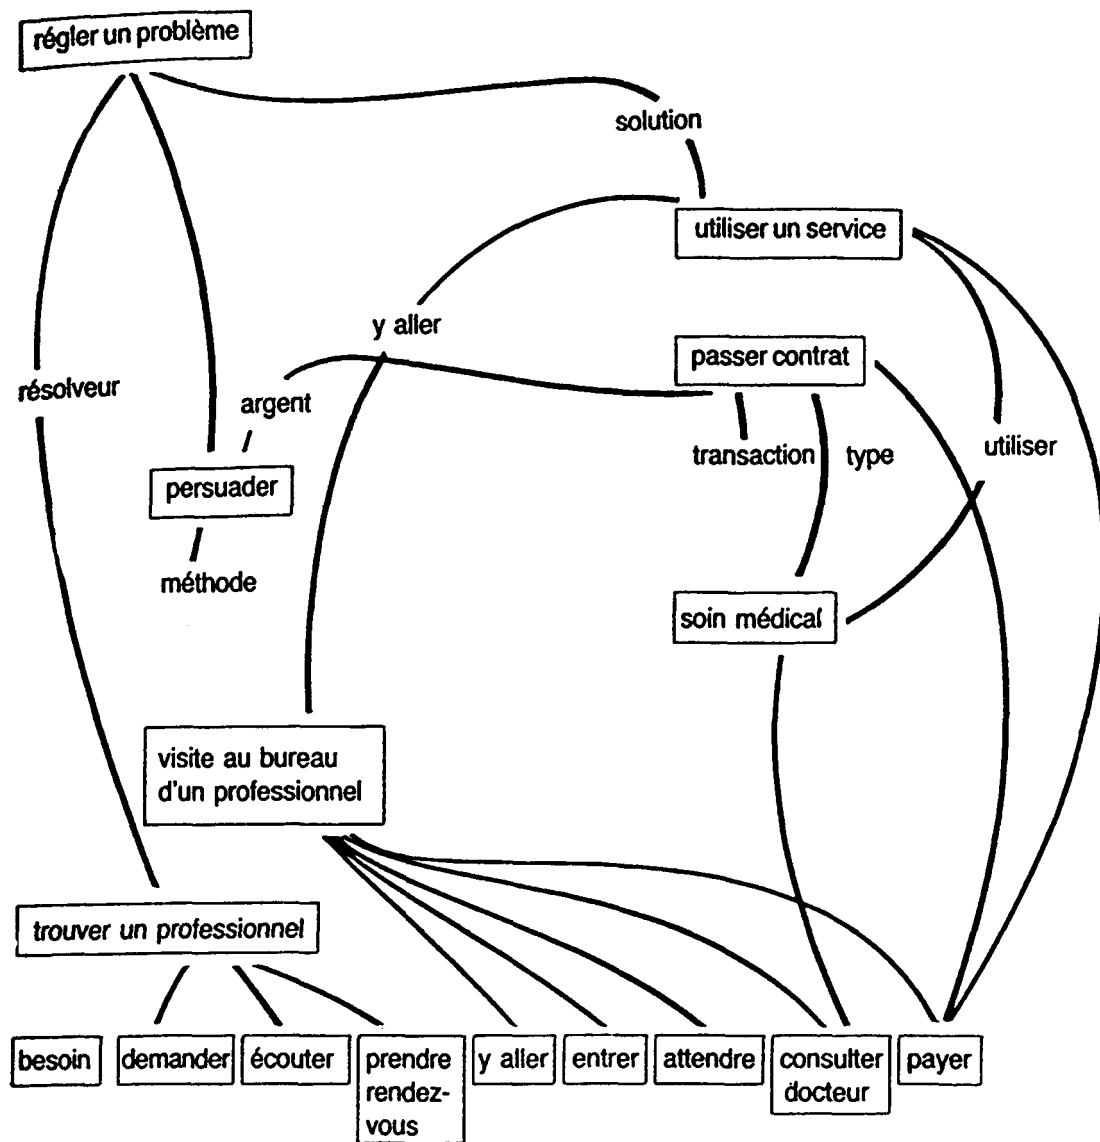 régler un problème
solution
utiliser un service
y aller
passer contrat
résolveur
argent
transaction
type
utiliser
persuader
méthode
soin médical
visite au bureau
d'un professionnel
trouver un professionnel
besoin
demander
écouter
prendre
rendez-
vous
y aller
entrer
attendre
consulter
docteur
payer